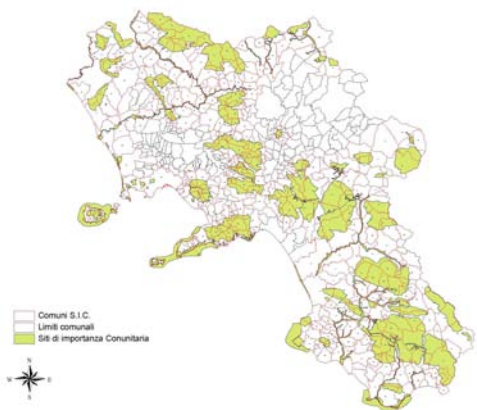 Comuni S.I.C.
Limiti comunali
Siti di importanza Conunitaria
N
W E
S